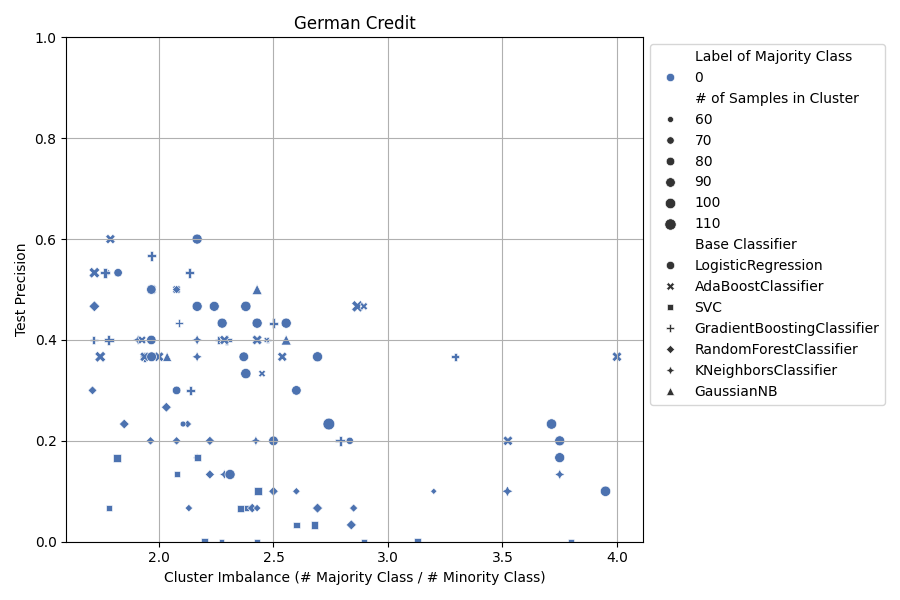 German Credit
1.0
0.8
0.6
0.4
0.2
0.0
Test Precision
2.0 2.5 3.0 3.5 4.0
Cluster Imbalance (# Majority Class / # Minority Class)
Label of Majority Class
0
# of Samples in Cluster
60
70
80
90
100
110
Base Classifier
LogisticRegression
AdaBoostClassifier
SVC
GradientBoostingClassifier
RandomForestClassifier
KNeighborsClassifier
GaussianNB